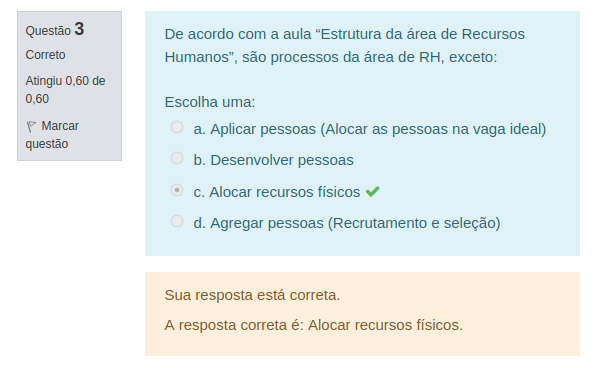 Questão 3
Correto
Atingiu 0,60 de
0,60
Marcar
questão
De acordo com a aula “Estrutura da área de Recursos
Humanos”, são processos da área de RH, exceto:
Escolha uma:
a. Aplicar pessoas (Alocar as pessoas na vaga ideal)
b. Desenvolver pessoas
c. Alocar recursos físicos
d. Agregar pessoas (Recrutamento e seleção)
Sua resposta está correta.
A resposta correta é: Alocar recursos físicos.